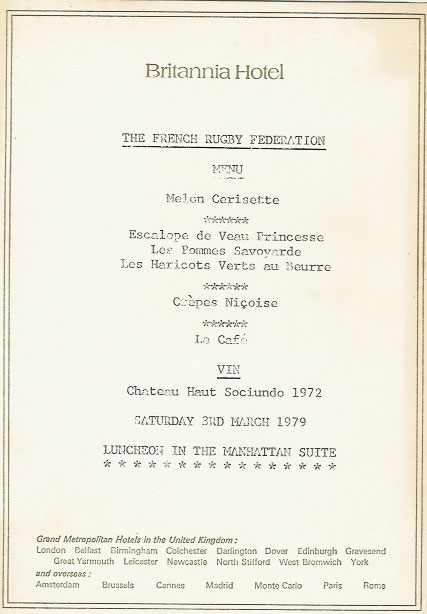 Britannia Hotel
THE FRENCH RUGBY FEDERATION
MENU
Melon Cerisette
******
Escalope de Veau Princesse
Les Pommes Savoyarde
Les Haricots Verts au Beurre
******
Crèpes Niçoise
******
Le Café
VIN
Chateau Haut Sociundo 1972
SATURDAY 3RD MARCH 1979
LUNCHEON IN THE MANHATTAN SUITE
* * * * * * * * * * * * * * * *
Grand Metropolitan Hotels in the United Kingdom:
London Belfast Birmingham Colchester Darlington Dover Edinburgh Gravesend
Great Yarmouth Leicester Newcastle North Stifford West Bromwich York
and overseas:
Amsterdam Brussels Cannes Madrid Monte Carlo Paris Rome